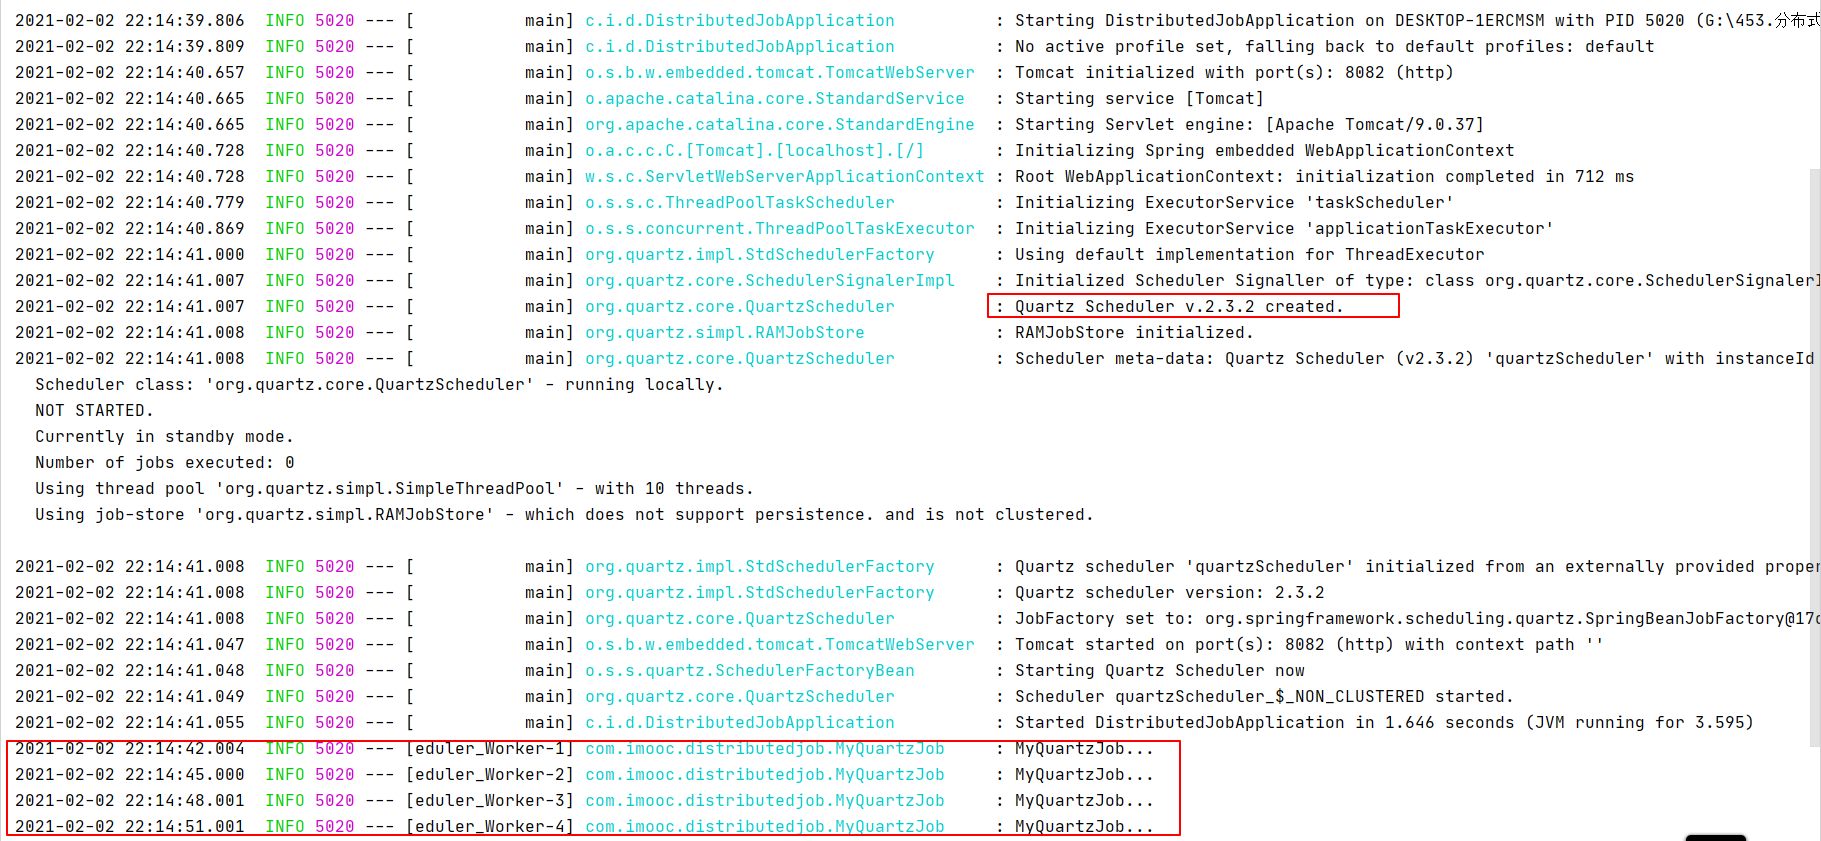 2021-02-02 22:14:39.806  INFO 5020 --- [           main] c.i.d.DistributedJobApplication          : Starting DistributedJobApplication on DESKTOP-1ERCMSM with PID 5020 (G:\453.分布式
2021-02-02 22:14:39.809  INFO 5020 --- [           main] c.i.d.DistributedJobApplication          : No active profile set, falling back to default profiles: default
2021-02-02 22:14:40.657  INFO 5020 --- [           main] o.s.b.w.embedded.tomcat.TomcatWebServer  : Tomcat initialized with port(s): 8082 (http)
2021-02-02 22:14:40.665  INFO 5020 --- [           main] o.apache.catalina.core.StandardService   : Starting service [Tomcat]
2021-02-02 22:14:40.665  INFO 5020 --- [           main] org.apache.catalina.core.StandardEngine  : Starting Servlet engine: [Apache Tomcat/9.0.37]
2021-02-02 22:14:40.728  INFO 5020 --- [           main] o.a.c.c.C.[Tomcat].[localhost].[/]       : Initializing Spring embedded WebApplicationContext
2021-02-02 22:14:40.728  INFO 5020 --- [           main] w.s.c.ServletWebServerApplicationContext : Root WebApplicationContext: initialization completed in 712 ms
2021-02-02 22:14:40.779  INFO 5020 --- [           main] o.s.s.c.ThreadPoolTaskScheduler          : Initializing ExecutorService 'taskScheduler'
2021-02-02 22:14:40.869  INFO 5020 --- [           main] o.s.s.concurrent.ThreadPoolTaskExecutor  : Initializing ExecutorService 'applicationTaskExecutor'
2021-02-02 22:14:41.000  INFO 5020 --- [           main] org.quartz.impl.StdSchedulerFactory      : Using default implementation for ThreadExecutor
2021-02-02 22:14:41.007  INFO 5020 --- [           main] org.quartz.core.SchedulerSignalerImpl    : Initialized Scheduler Signaller of type: class org.quartz.core.SchedulerSignalerI
2021-02-02 22:14:41.007  INFO 5020 --- [           main] org.quartz.core.QuartzScheduler          : Quartz Scheduler v.2.3.2 created.
2021-02-02 22:14:41.008  INFO 5020 --- [           main] org.quartz.simpl.RAMJobStore             : RAMJobStore initialized.
2021-02-02 22:14:41.008  INFO 5020 --- [           main] org.quartz.core.QuartzScheduler          : Scheduler meta-data: Quartz Scheduler (v2.3.2) 'quartzScheduler' with instanceId
  Scheduler class: 'org.quartz.core.QuartzScheduler' - running locally.
  NOT STARTED.
  Currently in standby mode.
  Number of jobs executed: 0
  Using thread pool 'org.quartz.simpl.SimpleThreadPool' - with 10 threads.
  Using job-store 'org.quartz.simpl.RAMJobStore' - which does not support persistence. and is not clustered.
2021-02-02 22:14:41.008  INFO 5020 --- [           main] org.quartz.impl.StdSchedulerFactory      : Quartz scheduler 'quartzScheduler' initialized from an externally provided proper
2021-02-02 22:14:41.008  INFO 5020 --- [           main] org.quartz.impl.StdSchedulerFactory      : Quartz scheduler version: 2.3.2
2021-02-02 22:14:41.008  INFO 5020 --- [           main] org.quartz.core.QuartzScheduler          : JobFactory set to: org.springframework.scheduling.quartz.SpringBeanJobFactory@17d
2021-02-02 22:14:41.047  INFO 5020 --- [           main] o.s.b.w.embedded.tomcat.TomcatWebServer  : Tomcat started on port(s): 8082 (http) with context path ''
2021-02-02 22:14:41.048  INFO 5020 --- [           main] o.s.s.quartz.SchedulerFactoryBean        : Starting Quartz Scheduler now
2021-02-02 22:14:41.049  INFO 5020 --- [           main] org.quartz.core.QuartzScheduler          : Scheduler quartzScheduler_$_NON_CLUSTERED started.
2021-02-02 22:14:41.055  INFO 5020 --- [           main] c.i.d.DistributedJobApplication          : Started DistributedJobApplication in 1.646 seconds (JVM running for 3.595)
2021-02-02 22:14:42.004  INFO 5020 --- [eduler_Worker-1] com.imooc.distributedjob.MyQuartzJob     : MyQuartzJob...
2021-02-02 22:14:45.000  INFO 5020 --- [eduler_Worker-2] com.imooc.distributedjob.MyQuartzJob     : MyQuartzJob...
2021-02-02 22:14:48.001  INFO 5020 --- [eduler_Worker-3] com.imooc.distributedjob.MyQuartzJob     : MyQuartzJob...
2021-02-02 22:14:51.001  INFO 5020 --- [eduler_Worker-4] com.imooc.distributedjob.MyQuartzJob     : MyQuartzJob...